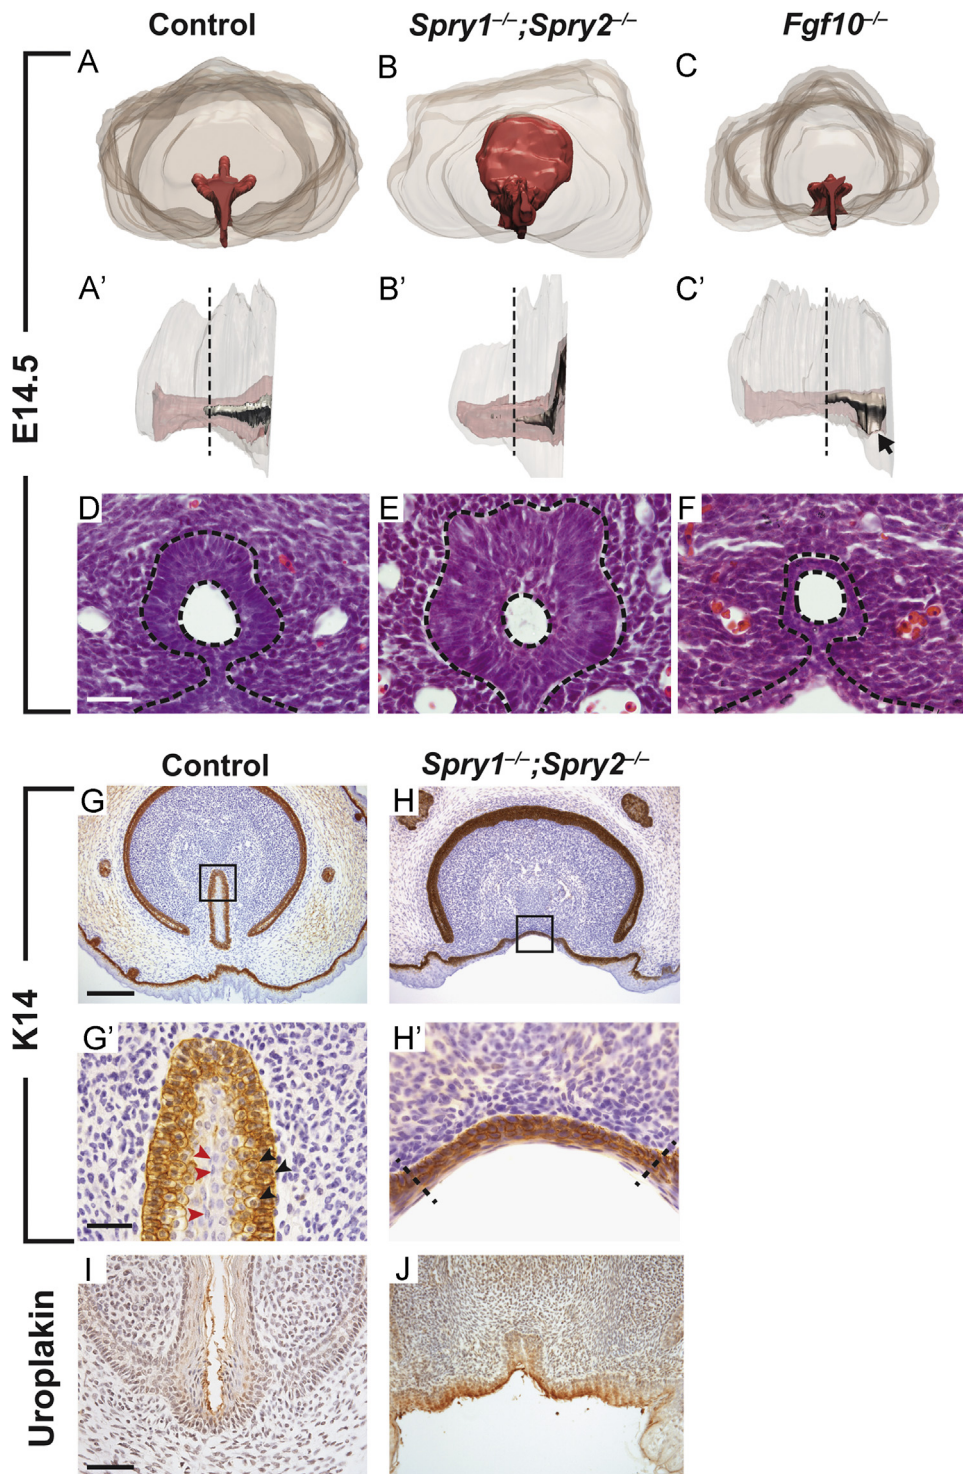 Control Spry1–/–;Spry2–/– Fgf10–/–
A B C
A' B' C'
E14.5
D E F
Control Spry1–/–;Spry2–/–
G H
K14
G' H'
I J
Uroplakin